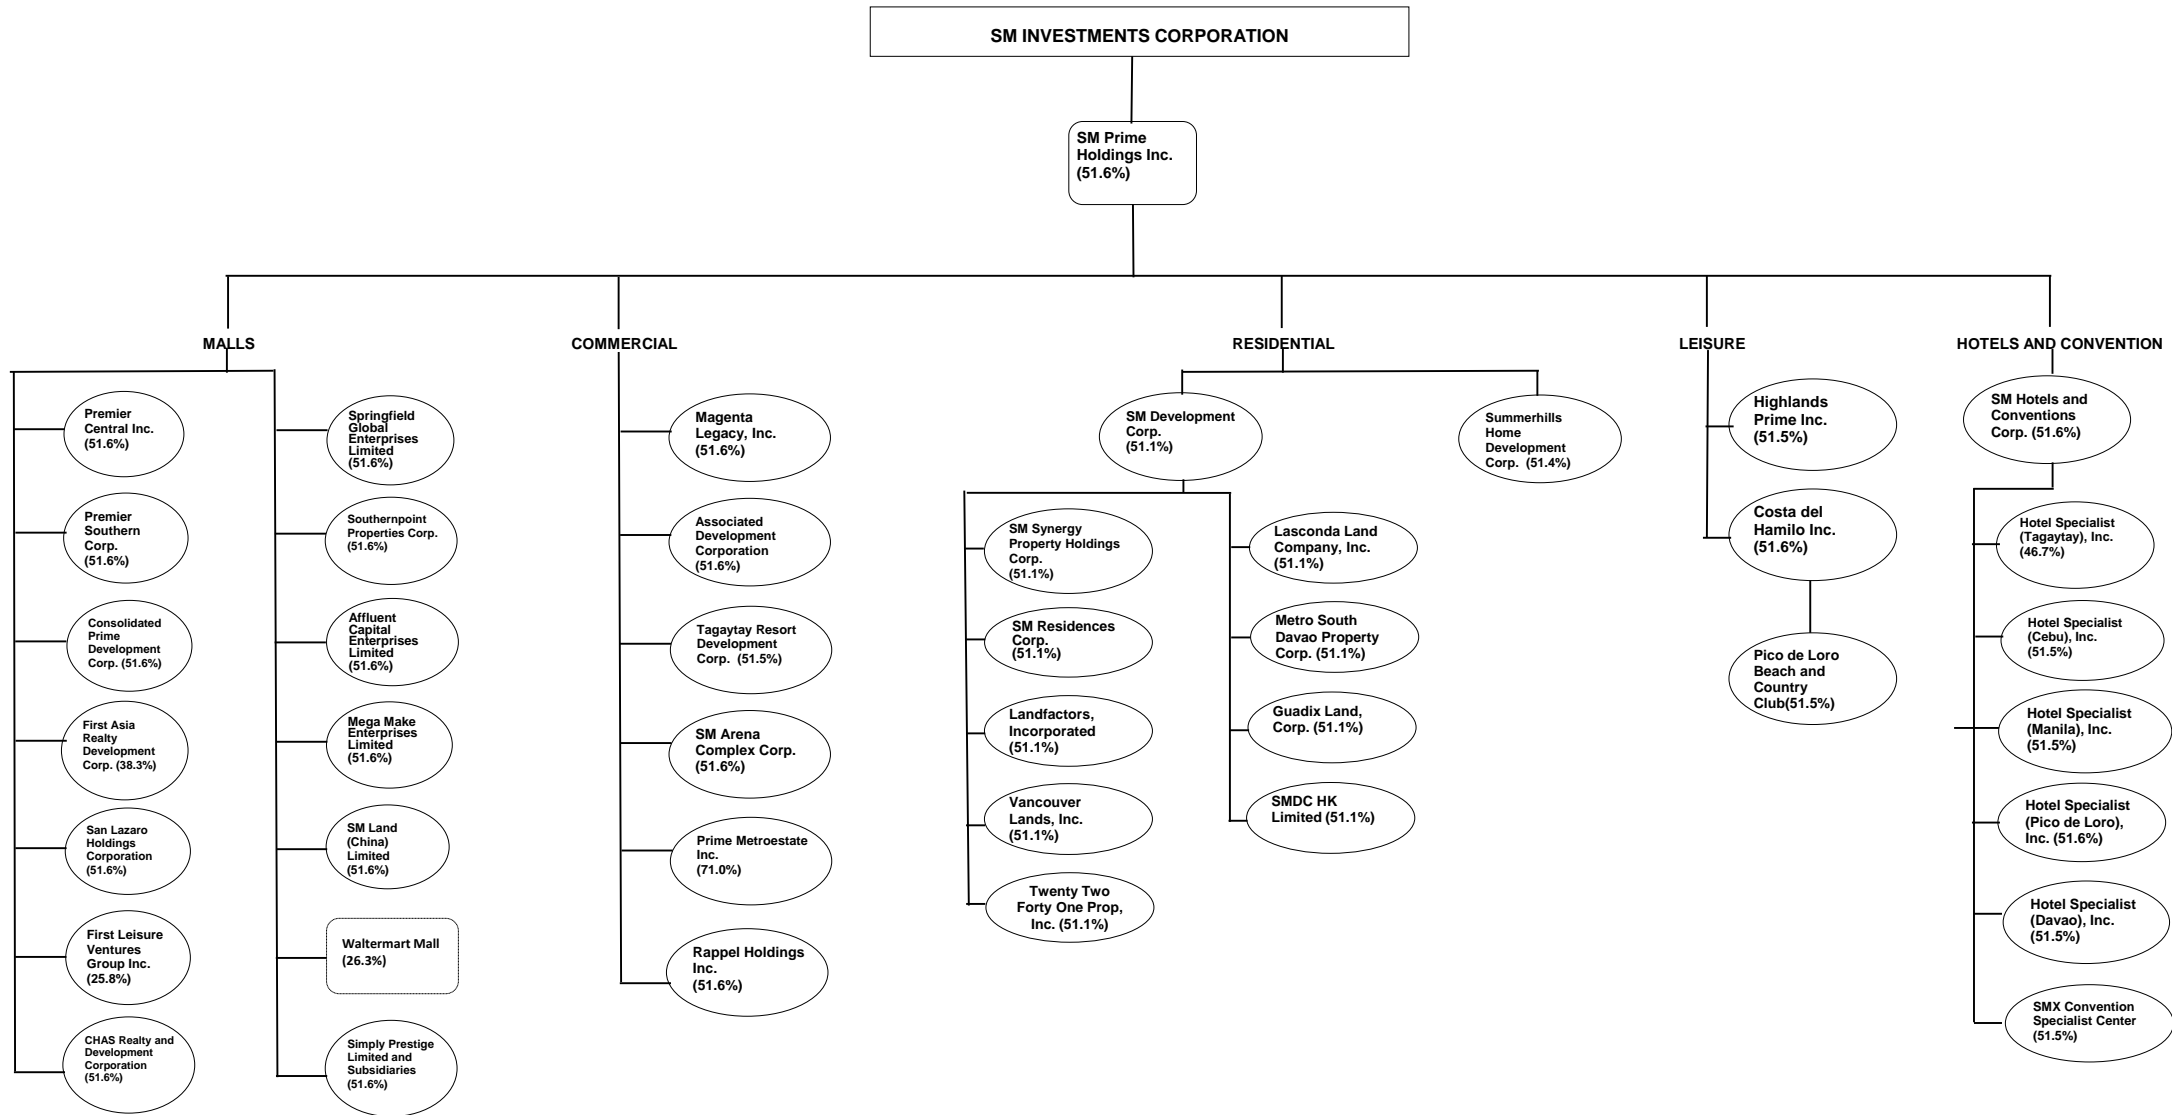 SM INVESTMENTS CORPORATION
SM Prime
Holdings Inc.
(51.6%)
MALLS
COMMERCIAL
RESIDENTIAL
LEISURE
HOTELS AND CONVENTION
Premier
Central Inc.
(51.6%)
Premier
Southern
Corp.
(51.6%)
Consolidated
Prime
Development
Corp. (51.6%)
First Asia
Realty
Development
Corp. (38.3%)
San Lazaro
Holdings
Corporation
(51.6%)
First Leisure
Ventures
Group Inc.
(25.8%)
CHAS Realty and
Development
Corporation
(51.6%)
Springfield
Global
Enterprises
Limited
(51.6%)
Southernpoint
Properties Corp.
(51.6%)
Affluent
Capital
Enterprises
Limited
(51.6%)
Mega Make
Enterprises
Limited
(51.6%)
SM Land
(China)
Limited
(51.6%)
Waltermart Mall
(26.3%)
Simply Prestige
Limited and
Subsidiaries
(51.6%)
Magenta
Legacy, Inc.
(51.6%)
Associated
Development
Corporation
(51.6%)
Tagaytay Resort
Development
Corp. (51.5%)
SM Arena
Complex Corp.
(51.6%)
Prime Metroestate
Inc.
(71.0%)
Rappel Holdings
Inc.
(51.6%)
SM Development
Corp.
(51.1%)
Summerhills
Home
Development
Corp. (51.4%)
SM Synergy
Property Holdings
Corp.
(51.1%)
SM Residences
Corp.
(51.1%)
Landfactors,
Incorporated
(51.1%)
Vancouver
Lands, Inc.
(51.1%)
Twenty Two
Forty One Prop,
Inc. (51.1%)
Lasconda Land
Company, Inc.
(51.1%)
Metro South
Davao Property
Corp. (51.1%)
Guadix Land,
Corp. (51.1%)
SMDC HK
Limited (51.1%)
Highlands
Prime Inc.
(51.5%)
Costa del
Hamilo Inc.
(51.6%)
Pico de Loro
Beach and
Country
Club(51.5%)
SM Hotels and
Conventions
Corp. (51.6%)
Hotel Specialist
(Tagaytay), Inc.
(46.7%)
Hotel Specialist
(Cebu), Inc.
(51.5%)
Hotel Specialist
(Manila), Inc.
(51.5%)
Hotel Specialist
(Pico de Loro),
Inc. (51.6%)
Hotel Specialist
(Davao), Inc.
(51.5%)
SMX Convention
Specialist Center
(51.5%)